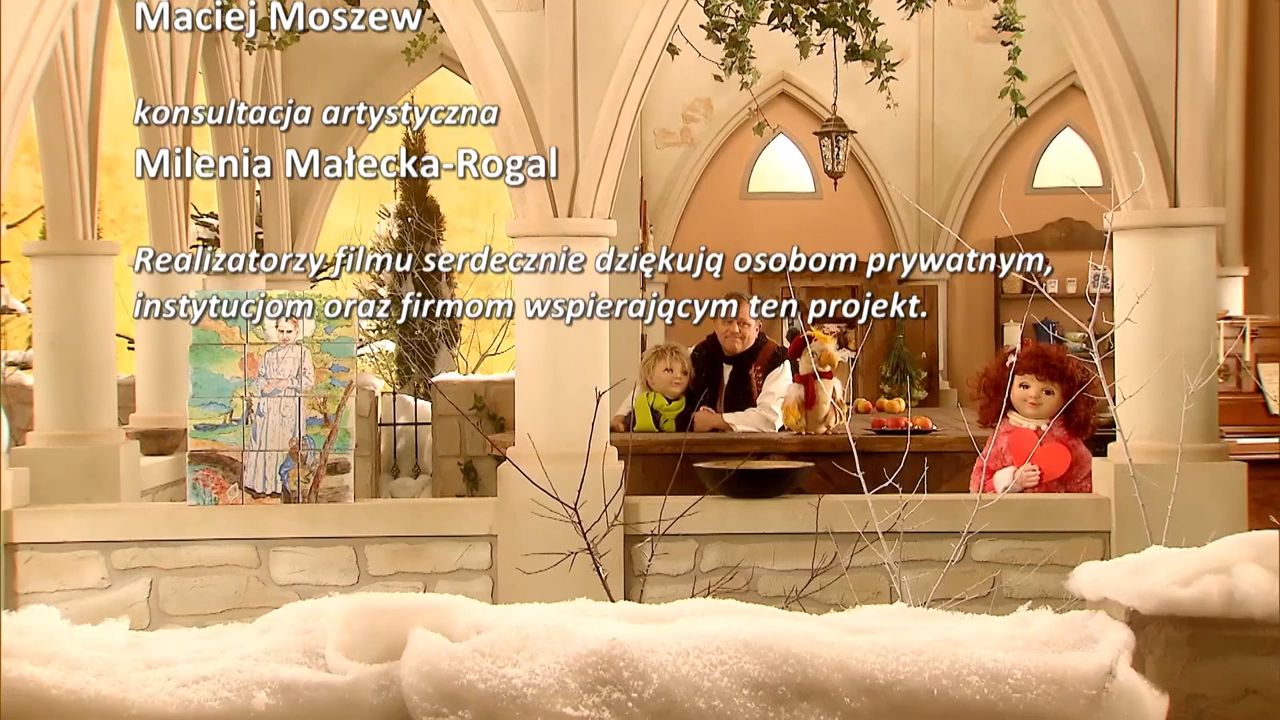 Maciej Moszew
konsultacja artystyczna
Milenia Małecka-Rogal
Realizatorzy filmu serdecznie dziękują osobom prywatnym,
instytucjom oraz firmom wspierającym ten projekt.